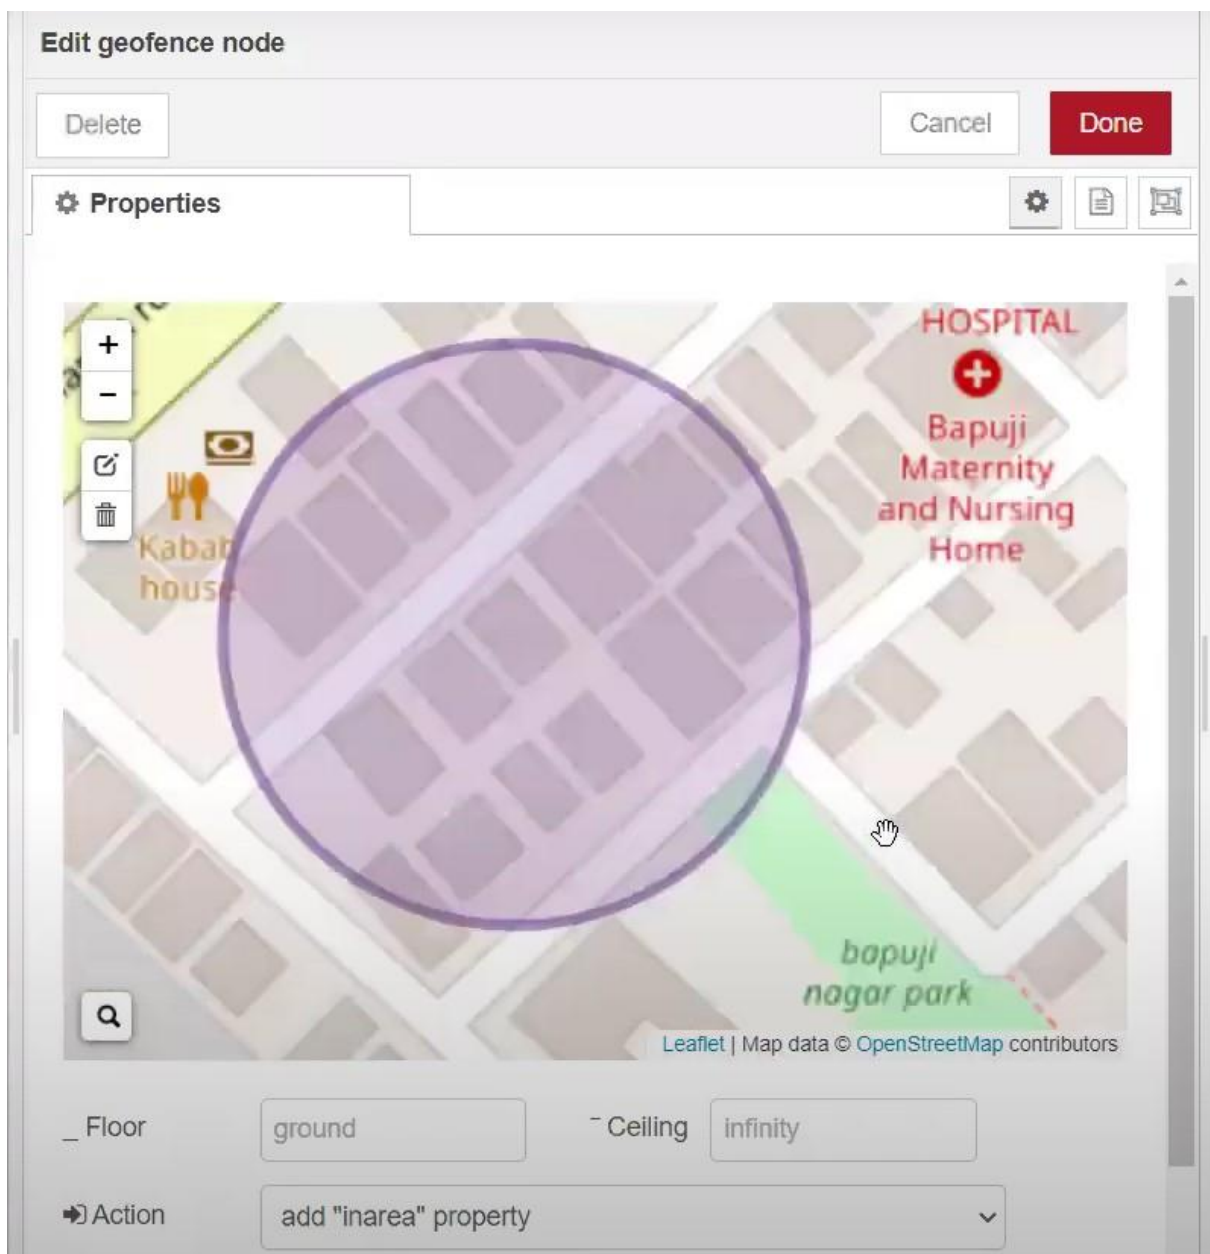 Edit geofence node
Delete
Cancel
Done
Properties
+
−
HOSPITAL
Bapuji
Maternity
and Nursing
Home
Kabab
house
bapuji
nagar park
Leaflet | Map data © OpenStreetMap contributors
_ Floor
ground
‾ Ceiling
infinity
Action
add "inarea" property